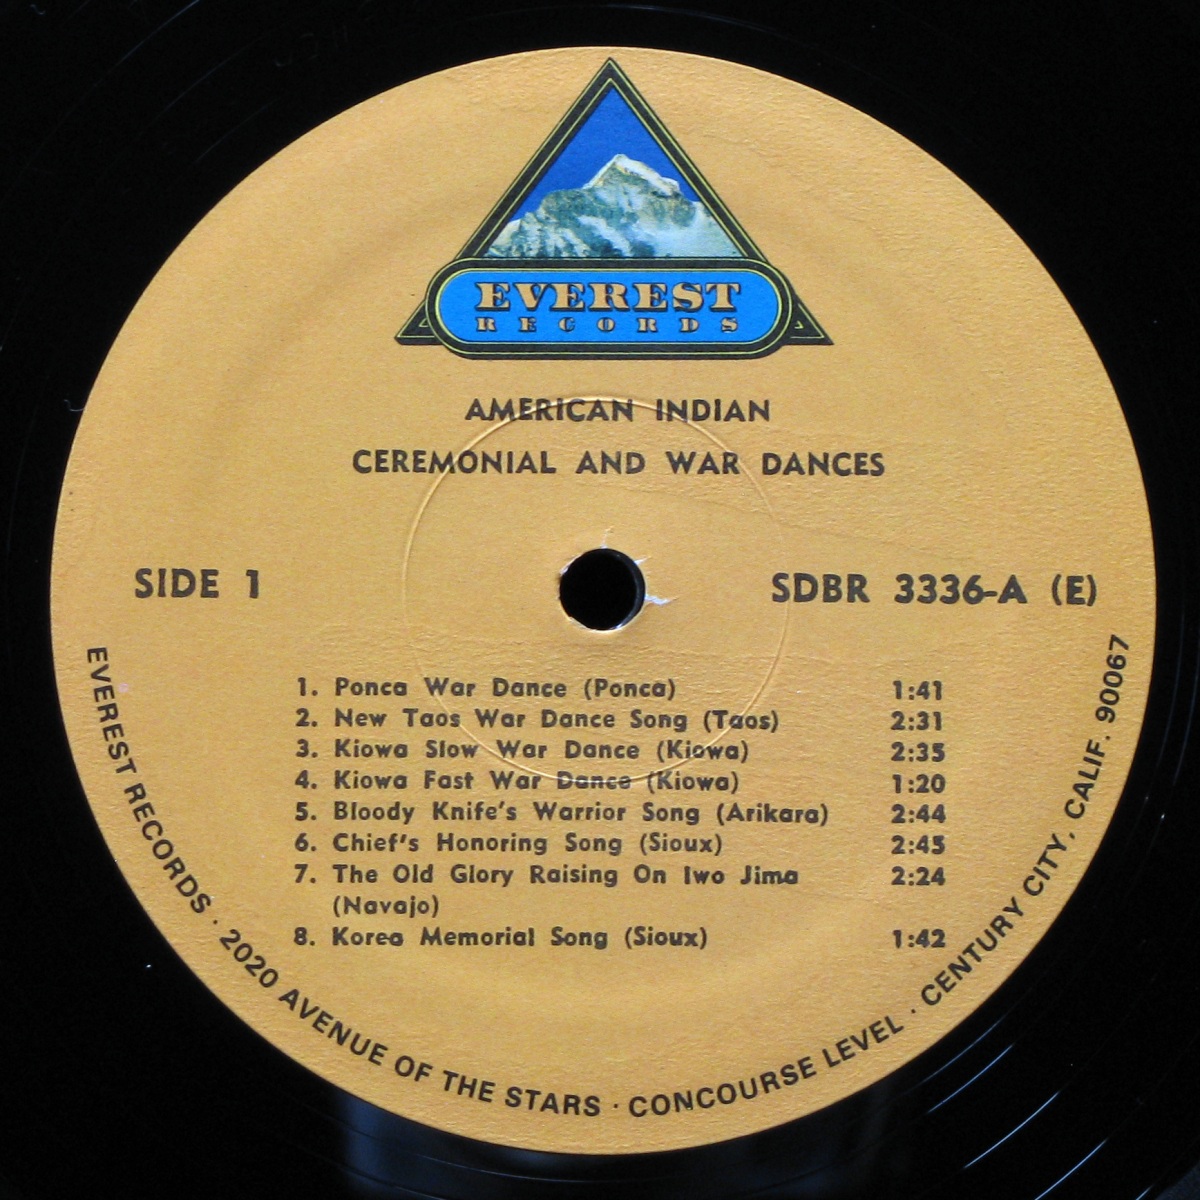 EVEREST
RECORDS
AMERICAN INDIAN
CEREMONIAL AND WAR DANCES
SIDE 1
SDBR 3336-A (E)
1. Ponca War Dance (Ponca) 1:41
2. New Taos War Dance Song (Taos) 2:31
3. Kiowa Slow War Dance (Kiowa) 2:35
4. Kiowa Fast War Dance (Kiowa) 1:20
5. Bloody Knife's Warrior Song (Arikara) 2:44
6. Chief's Honoring Song (Sioux) 2:45
7. The Old Glory Raising On Iwo Jima 2:24
(Navajo)
8. Korea Memorial Song (Sioux) 1:42
EVEREST RECORDS · 2020 AVENUE OF THE STARS · CONCOURSE LEVEL · CENTURY CITY, CALIF. 90067